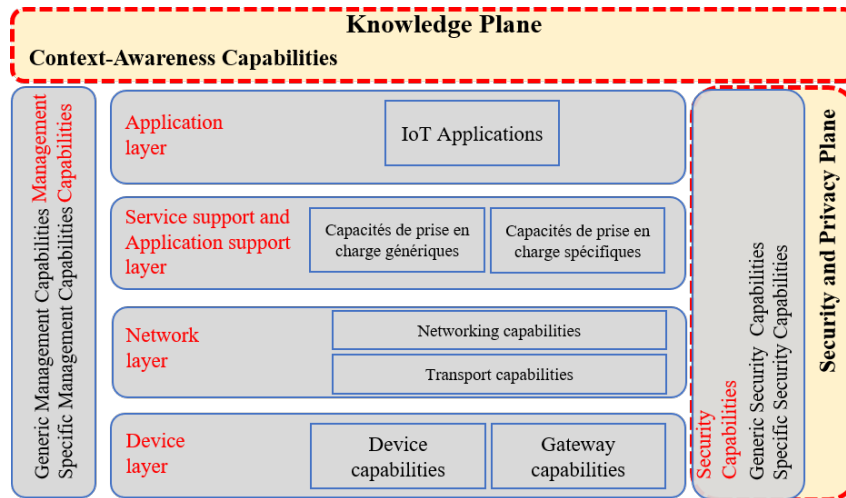 Knowledge Plane
Context-Awareness Capabilities
Management
Capabilities
Generic Management Capabilities
Specific Management Capabilities
Application
layer
IoT Applications
Service support and
Application support
layer
Capacités de prise en
charge génériques
Capacités de prise en
charge spécifiques
Network
layer
Networking capabilities
Transport capabilities
Device
layer
Device
capabilities
Gateway
capabilities
Security
Capabilities
Generic Security Capabilities
Specific Security Capabilities
Security and Privacy Plane